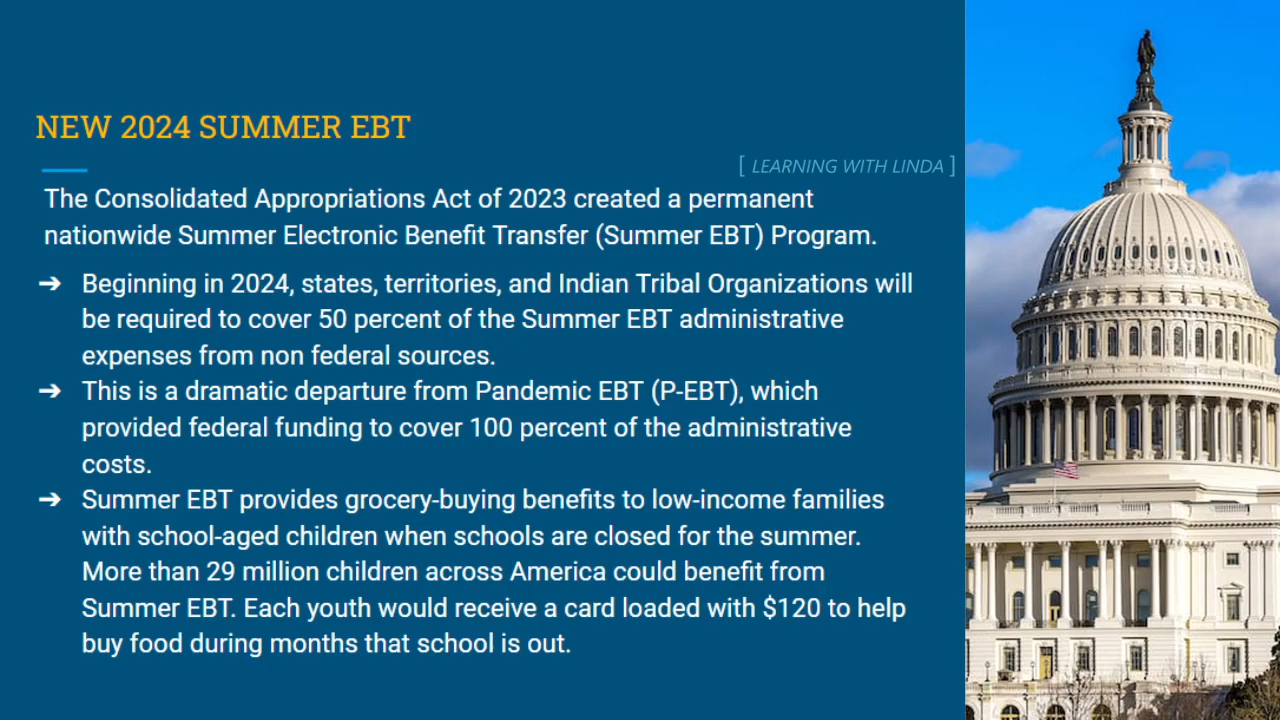 NEW 2024 SUMMER EBT
[ LEARNING WITH LINDA ]
The Consolidated Appropriations Act of 2023 created a permanent
nationwide Summer Electronic Benefit Transfer (Summer EBT) Program.
➔ Beginning in 2024, states, territories, and Indian Tribal Organizations will
be required to cover 50 percent of the Summer EBT administrative
expenses from non federal sources.
➔ This is a dramatic departure from Pandemic EBT (P-EBT), which
provided federal funding to cover 100 percent of the administrative
costs.
➔ Summer EBT provides grocery-buying benefits to low-income families
with school-aged children when schools are closed for the summer.
More than 29 million children across America could benefit from
Summer EBT. Each youth would receive a card loaded with $120 to help
buy food during months that school is out.